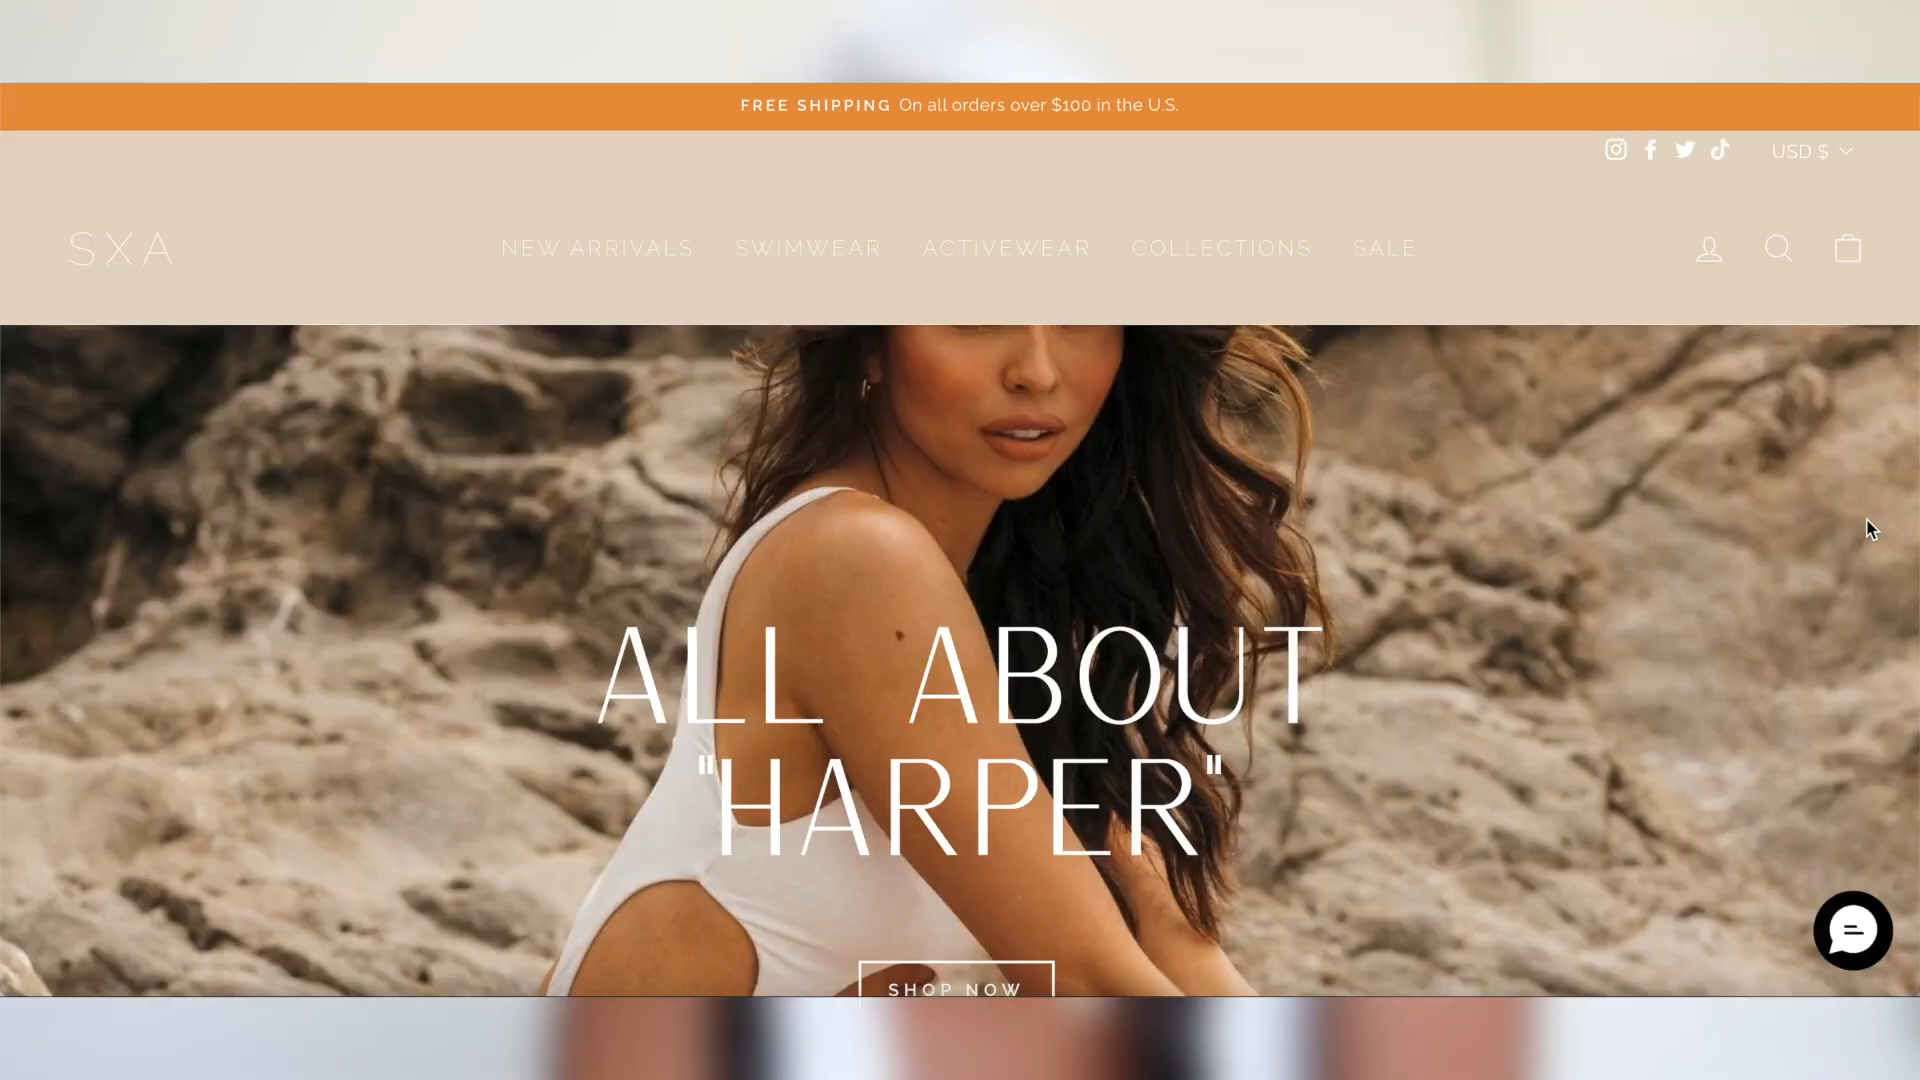 FREE SHIPPING On all orders over $100 in the U.S.
USD $
SXA
NEW ARRIVALS SWIMWEAR ACTIVEWEAR COLLECTIONS SALE
ALL ABOUT
"HARPER"
SHOP NOW